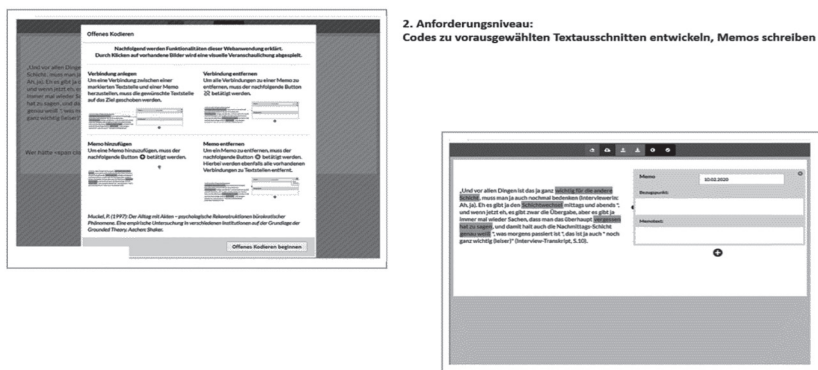 2. Anforderungsniveau:
Codes zu vorausgewählten Textausschnitten entwickeln, Memos schreiben
Offenes Kodieren
Nachfolgend werden Funktionalitäten dieser Webanwendung erklärt.
Durch Klicken auf vorhandene Bilder wird eine visuelle Veranschaulichung abgespielt.
Verbindung anlegen
Um eine Verbindung zwischen einer
markierten Textstelle und einer Memo
herzustellen, muss die gewünschte Textstelle
auf das Ziel geschoben werden.
Verbindung entfernen
Um alle Verbindungen zu einer Memo zu
entfernen, muss der nachfolgende Button
betätigt werden.
Memo hinzufügen
Um eine Memo hinzuzufügen, muss der
nachfolgende Button betätigt werden.
Memo entfernen
Um ein Memo zu entfernen, muss der
nachfolgende Button betätigt werden.
Hierbei werden ebenfalls alle vorhandenen
Verbindungen zu Textstellen entfernt.
Muckel, P. (1997): Der Alltag mit Akten – psychologische Rekonstruktionen bürokratischer
Phänomene. Eine empirische Untersuchung in verschiedenen Institutionen auf der Grundlage der
Grounded Theory. Aachen: Shaker.
Offenes Kodieren beginnen
„Und vor allen Dingen ist das ja ganz wichtig für die andere
Schicht, muss man ja auch nochmal bedenken (Interviewerin:
Ah, ja). Eh es gibt ja den Schichtwechsel mittags und abends *,
und wenn jetzt eh, es gibt zwar die Übergabe, aber es gibt ja
immer mal wieder Sachen, dass man das überhaupt vergessen
hat zu sagen, und damit halt auch die Nachmittags-Schicht
genau weiß *, was morgens passiert ist *, das ist ja auch * noch
ganz wichtig (leiser)" (Interview-Transkript, S.10).
Memo
10.02.2020
Bezugspunkt:
Memotext: